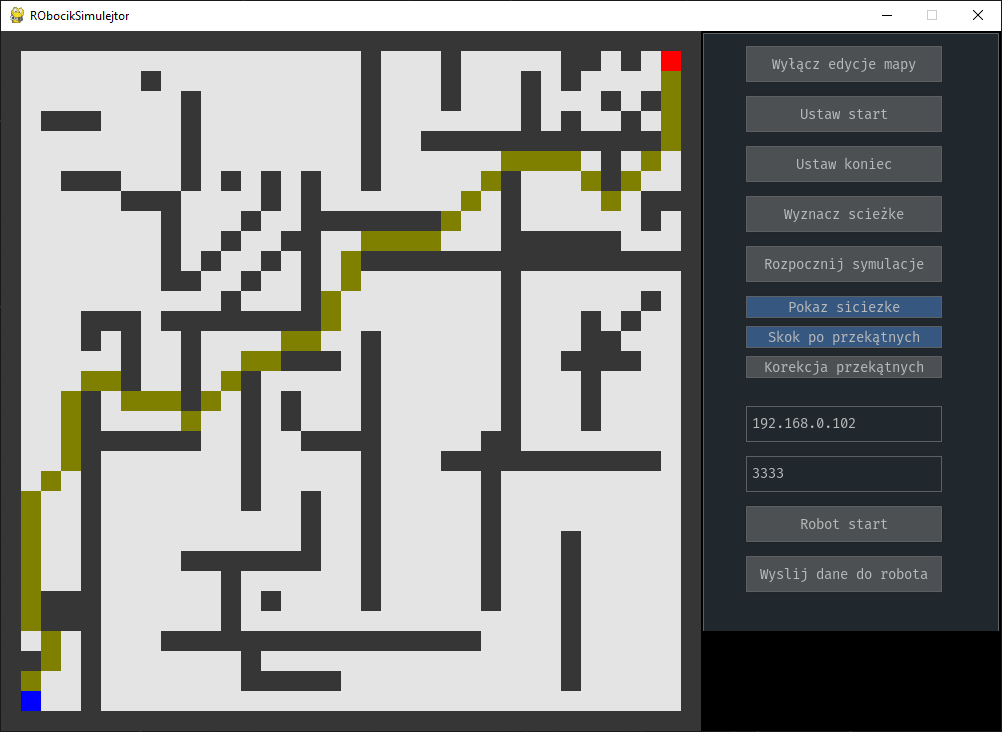 RObocikSimulejtor
Wyłącz edycje mapy
Ustaw start
Ustaw koniec
Wyznacz scieżke
Rozpocznij symulacje
Pokaz siciezke
Skok po przekątnych
Korekcja przekątnych
192.168.0.102
3333
Robot start
Wyslij dane do robota